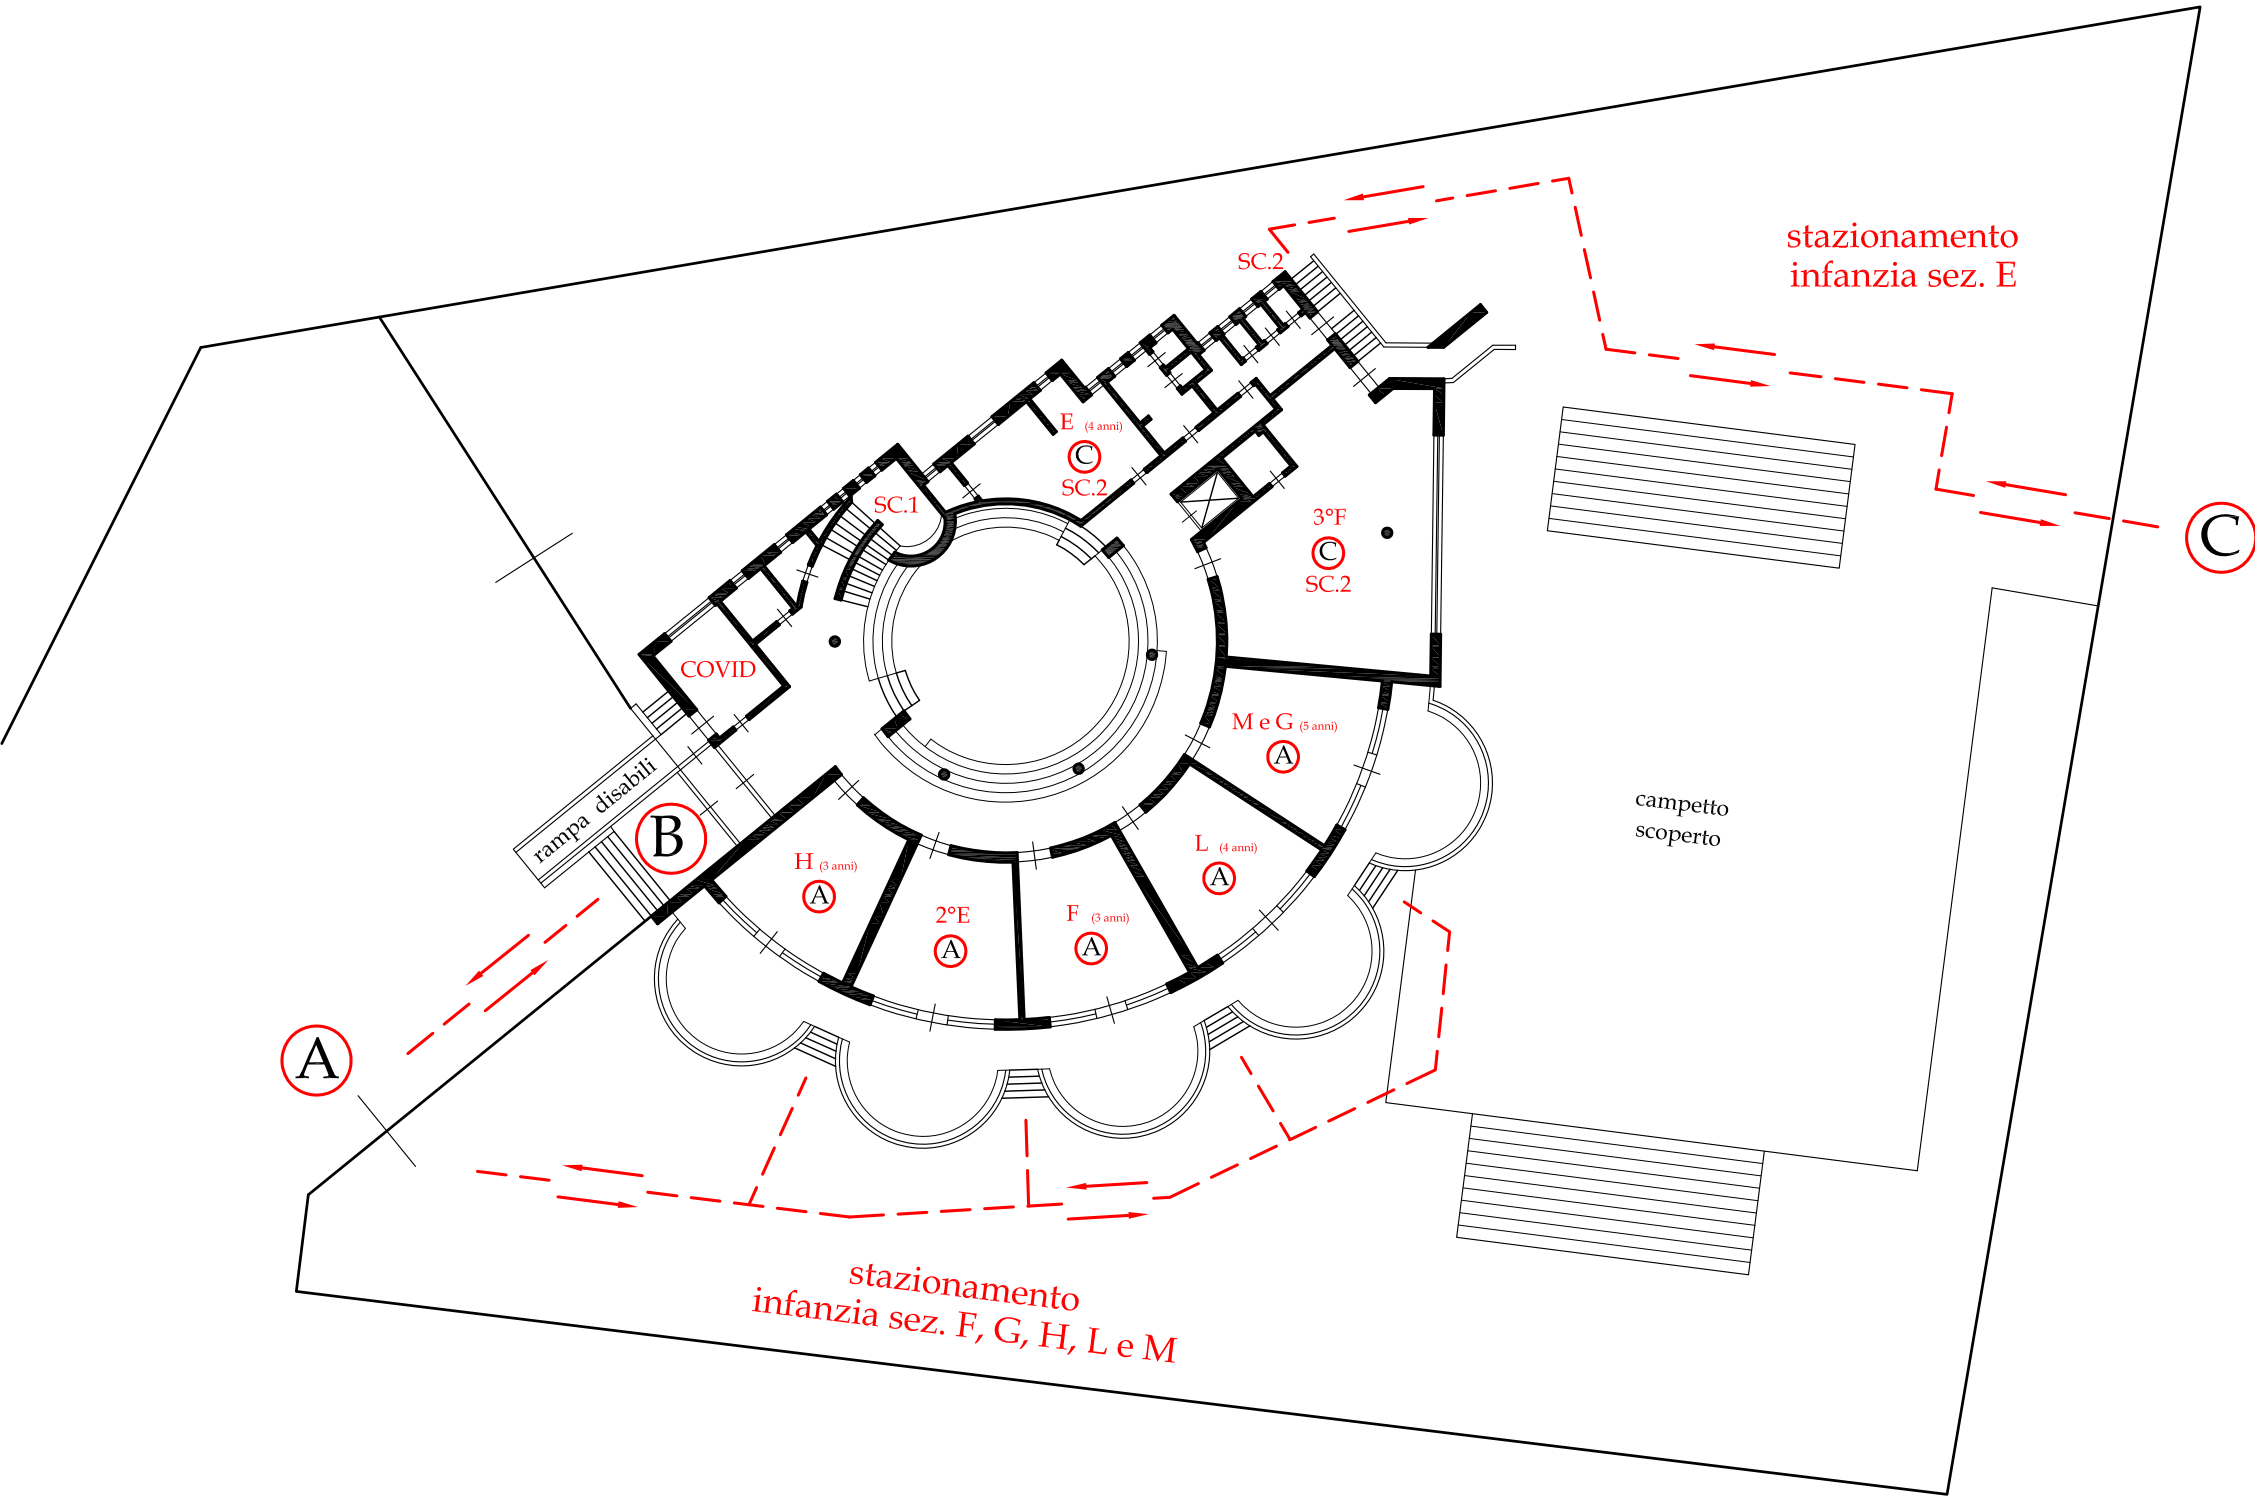 stazionamento
infanzia sez. E
SC.2
E (4 anni)
C
SC.2
SC.1
3°F
C
SC.2
C
COVID
M e G (5 anni)
A
rampa disabili
B
campetto
scoperto
H (3 anni)
A
2°E
A
F (3 anni)
A
L (4 anni)
A
A
stazionamento
infanzia sez. F, G, H, L e M